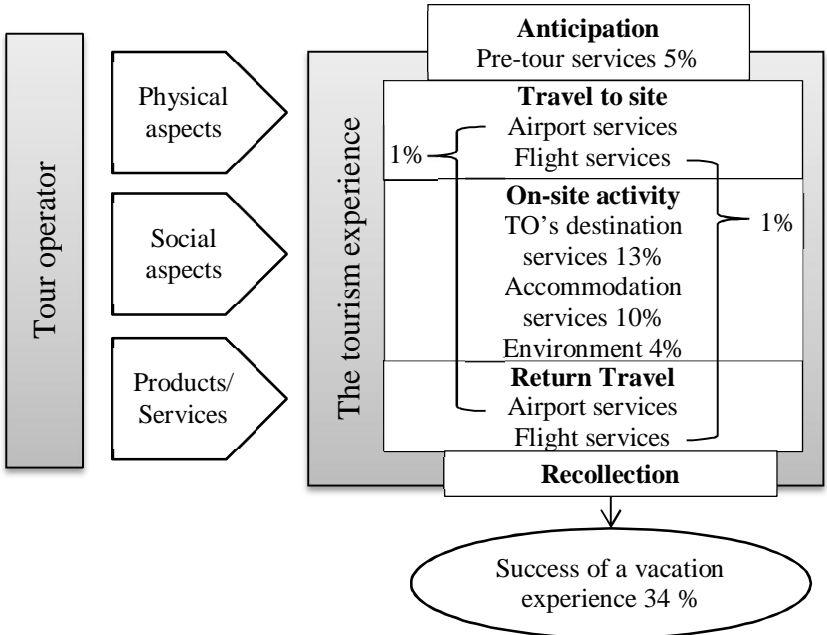 Tour operator
Physical
aspects
Social
aspects
Products/
Services
The tourism experience
Anticipation
Pre-tour services 5%
Travel to site
Airport services
1%
Flight services
On-site activity
TO’s destination
1%
services 13%
Accommodation
services 10%
Environment 4%
Return Travel
Airport services
Flight services
Recollection
Success of a vacation
experience 34 %